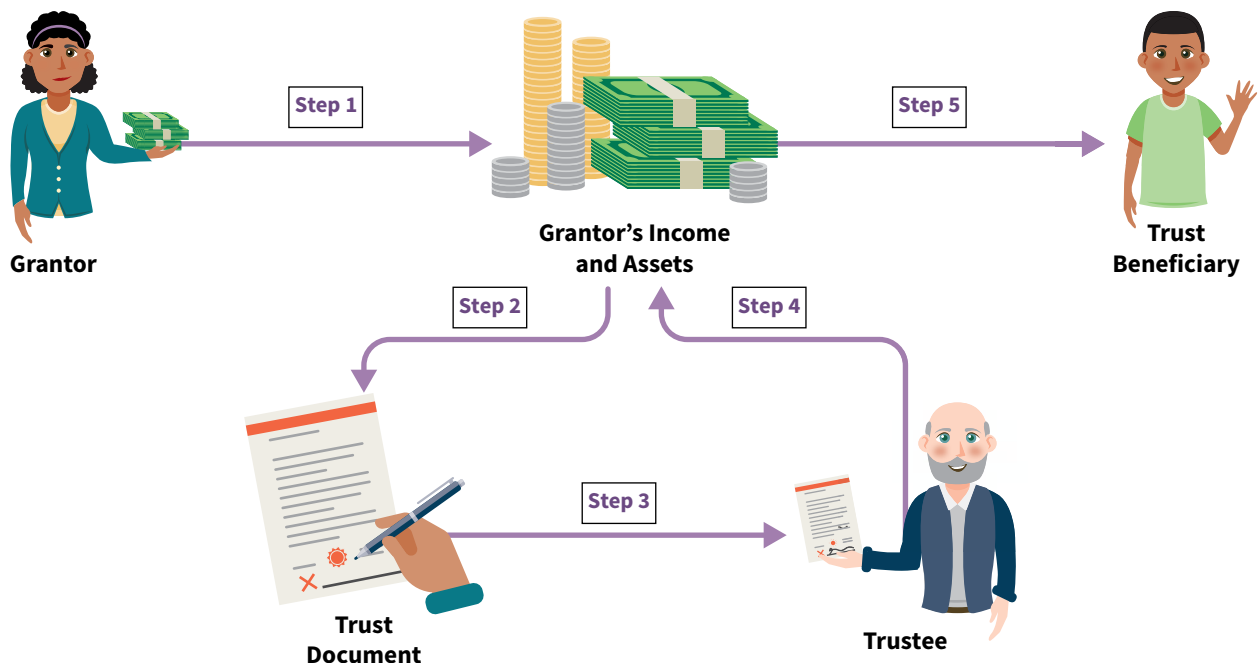 Step 1
Step 5
Grantor
Grantor’s Income
and Assets
Trust
Beneficiary
Step 2
Step 4
Step 3
Trust
Document
Trustee